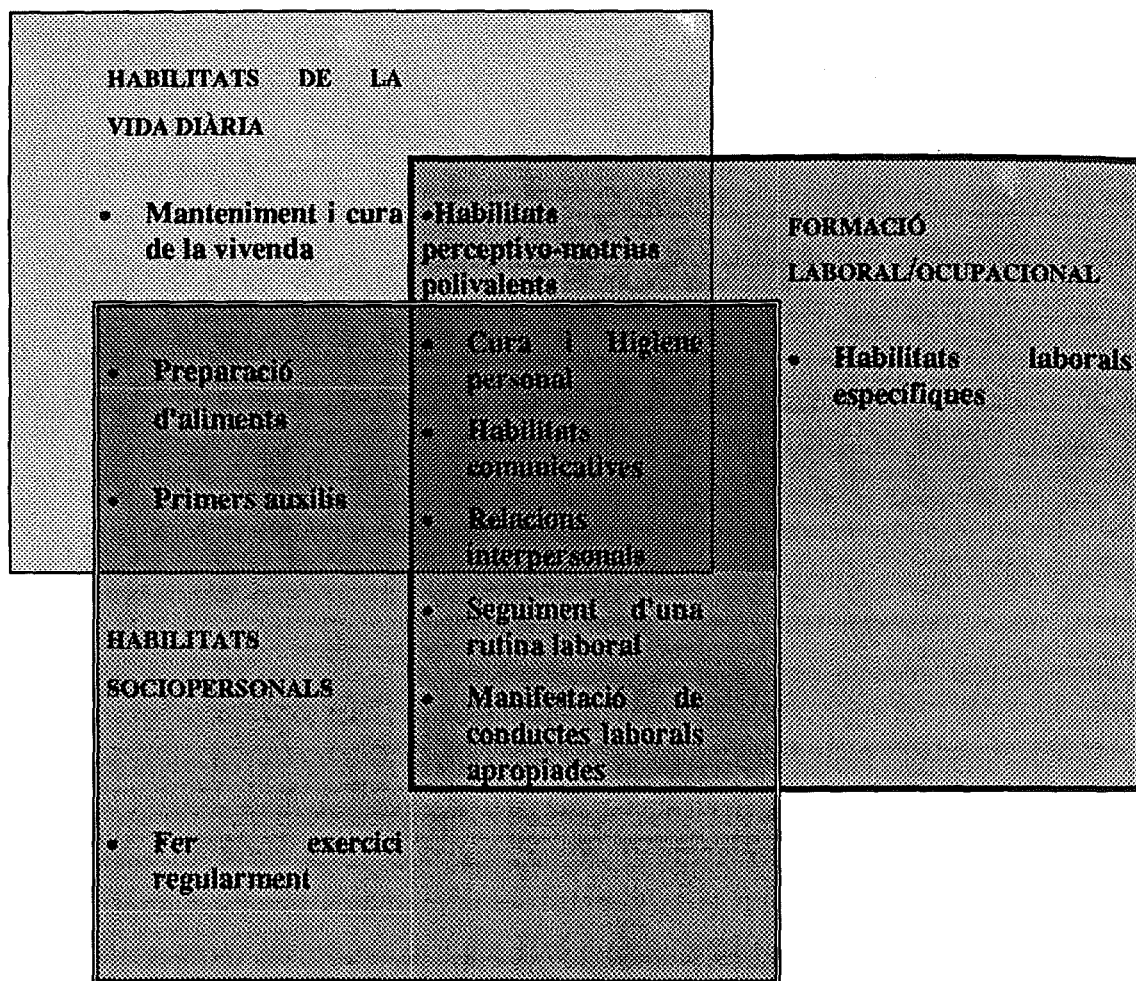 HABILITATS DE LA
VIDA DIÀRIA
• Manteniment i cura
de la vivenda
•Habilitats
perceptivo-motrius
polivalents
FORMACIÓ
LABORAL/OCUPACIONAL
• Habilitats laborals
específiques
• Preparació
d'aliments
• Primers auxilis
• Cura i Higiene
personal
• Habilitats
comunicatives
• Relacions
interpersonals
• Seguiment d'una
rutina laboral
• Manifestació de
conductes laborals
apropiades
HABILITATS
SOCIOPERSONALS
• Fer exercici
regularment